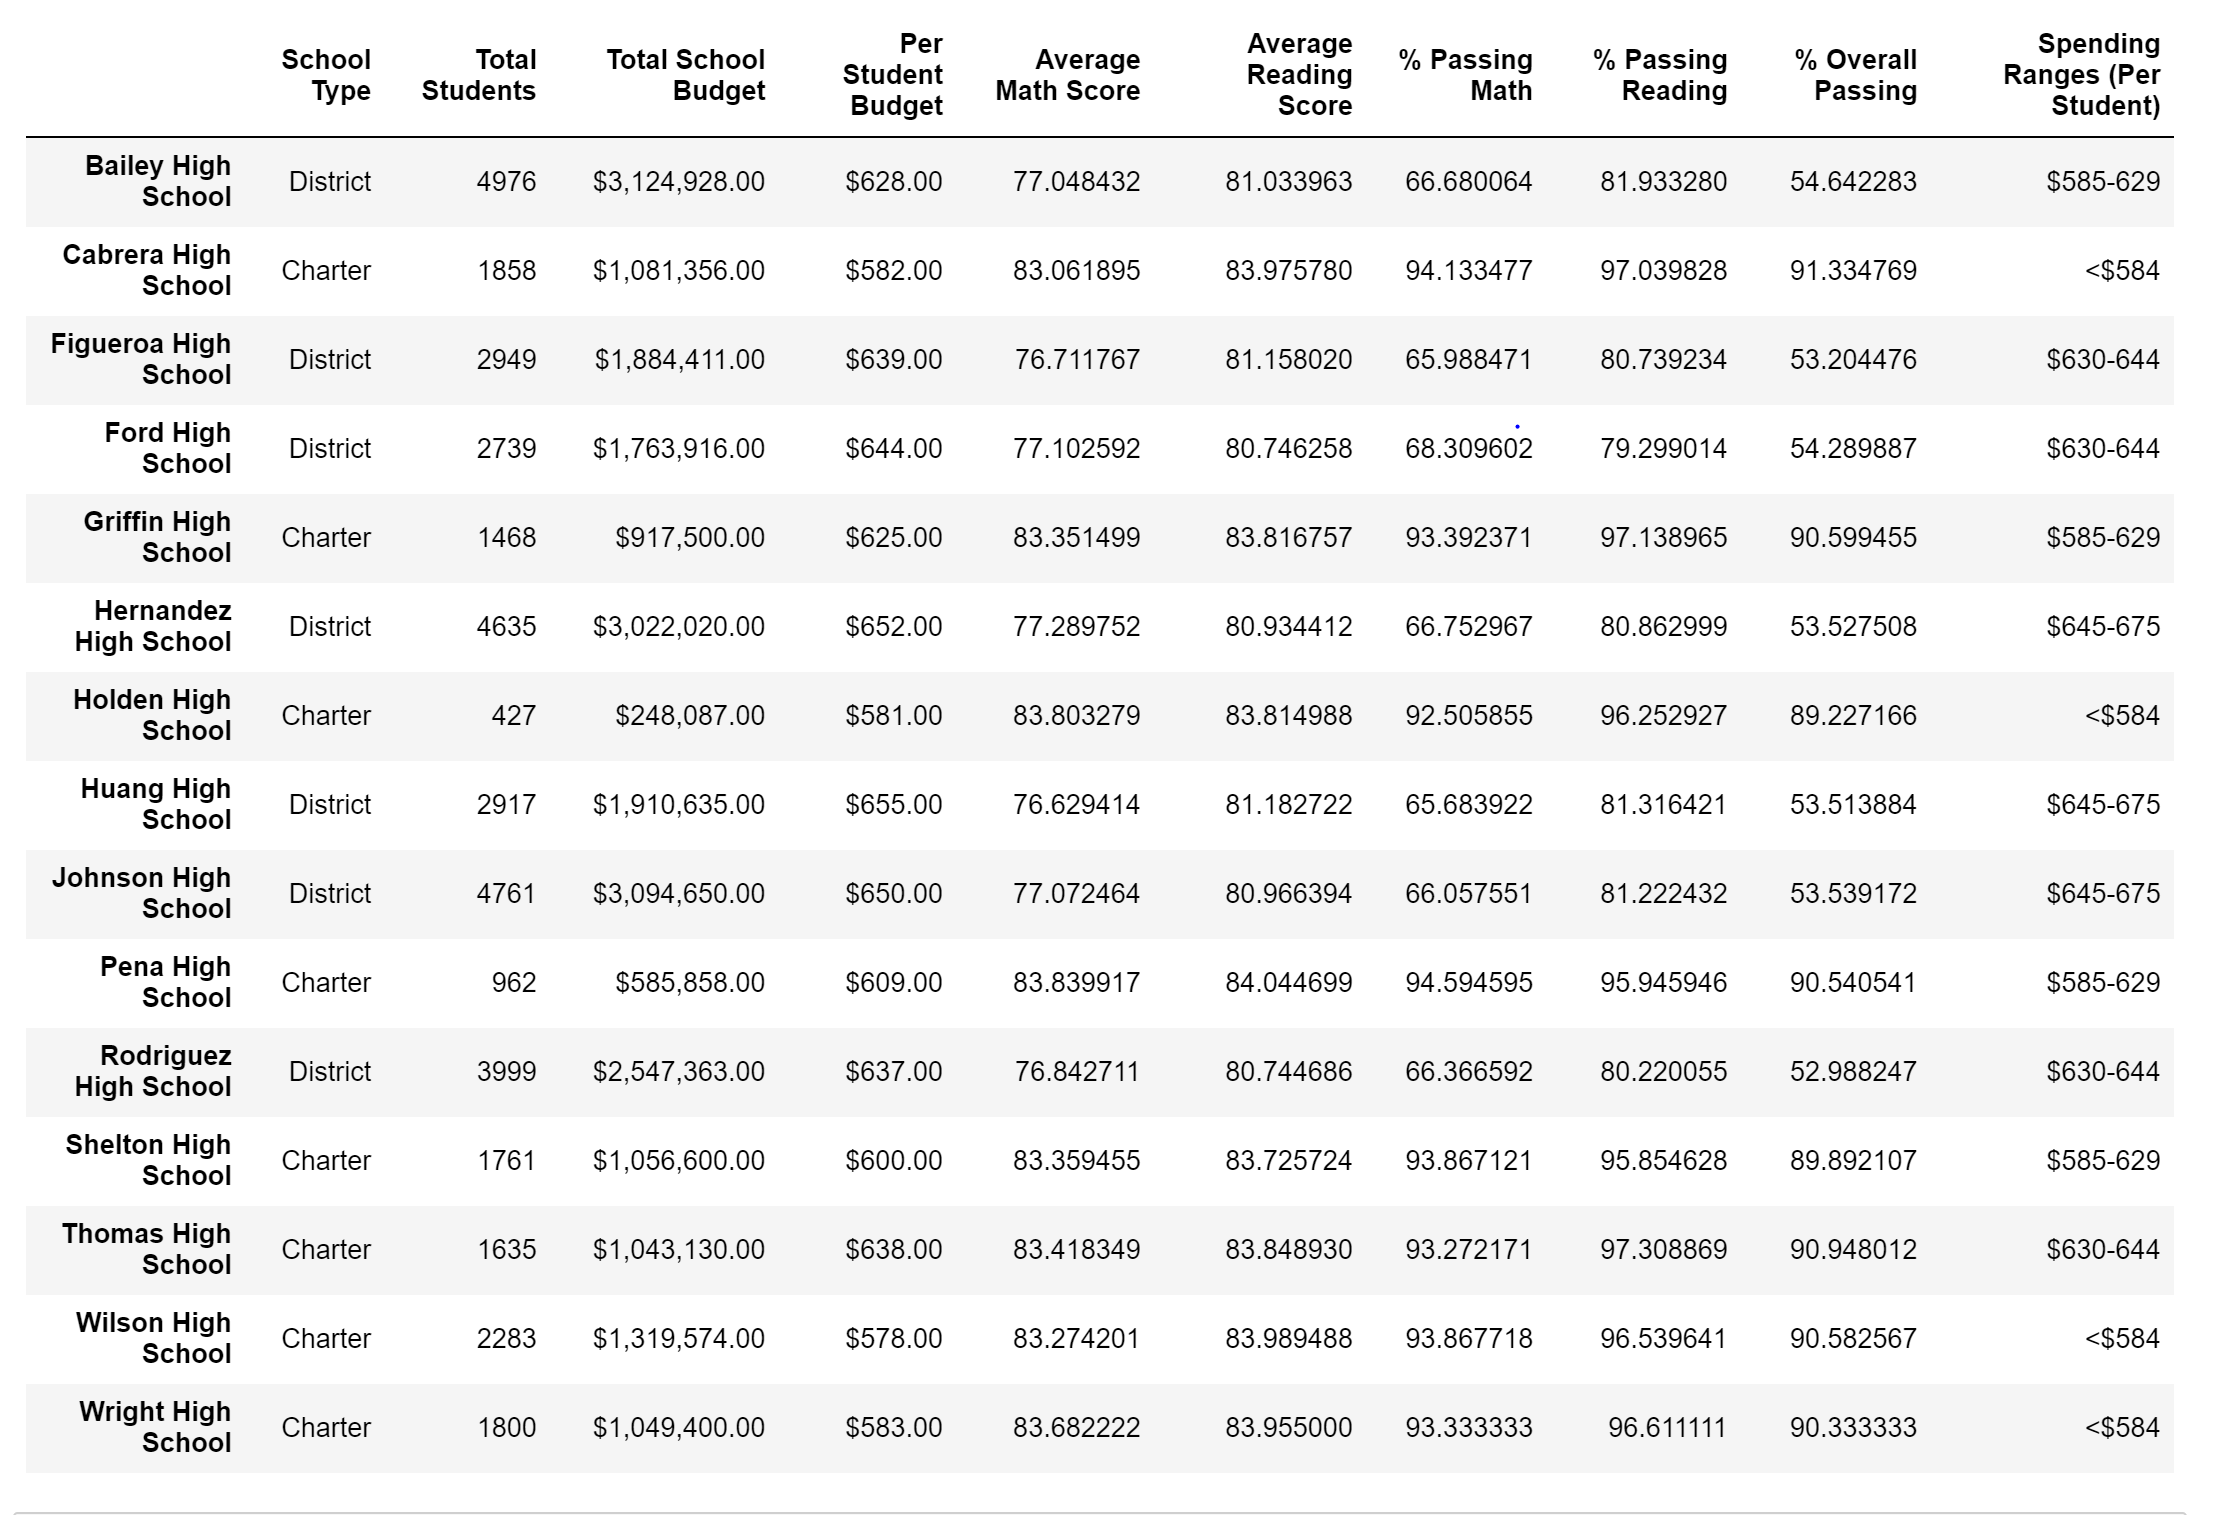 School Type Total Students Total School Budget Per Student Budget Average Math Score Average Reading Score % Passing Math % Passing Reading % Overall Passing Spending Ranges (Per Student)
Bailey High School District 4976 $3,124,928.00 $628.00 77.048432 81.033963 66.680064 81.933280 54.642283 $585-629
Cabrera High School Charter 1858 $1,081,356.00 $582.00 83.061895 83.975780 94.133477 97.039828 91.334769 <$584
Figueroa High School District 2949 $1,884,411.00 $639.00 76.711767 81.158020 65.988471 80.739234 53.204476 $630-644
Ford High School District 2739 $1,763,916.00 $644.00 77.102592 80.746258 68.309602 79.299014 54.289887 $630-644
Griffin High School Charter 1468 $917,500.00 $625.00 83.351499 83.816757 93.392371 97.138965 90.599455 $585-629
Hernandez High School District 4635 $3,022,020.00 $652.00 77.289752 80.934412 66.752967 80.862999 53.527508 $645-675
Holden High School Charter 427 $248,087.00 $581.00 83.803279 83.814988 92.505855 96.252927 89.227166 <$584
Huang High School District 2917 $1,910,635.00 $655.00 76.629414 81.182722 65.683922 81.316421 53.513884 $645-675
Johnson High School District 4761 $3,094,650.00 $650.00 77.072464 80.966394 66.057551 81.222432 53.539172 $645-675
Pena High School Charter 962 $585,858.00 $609.00 83.839917 84.044699 94.594595 95.945946 90.540541 $585-629
Rodriguez High School District 3999 $2,547,363.00 $637.00 76.842711 80.744686 66.366592 80.220055 52.988247 $630-644
Shelton High School Charter 1761 $1,056,600.00 $600.00 83.359455 83.725724 93.867121 95.854628 89.892107 $585-629
Thomas High School Charter 1635 $1,043,130.00 $638.00 83.418349 83.848930 93.272171 97.308869 90.948012 $630-644
Wilson High School Charter 2283 $1,319,574.00 $578.00 83.274201 83.989488 93.867718 96.539641 90.582567 <$584
Wright High School Charter 1800 $1,049,400.00 $583.00 83.682222 83.955000 93.333333 96.611111 90.333333 <$584